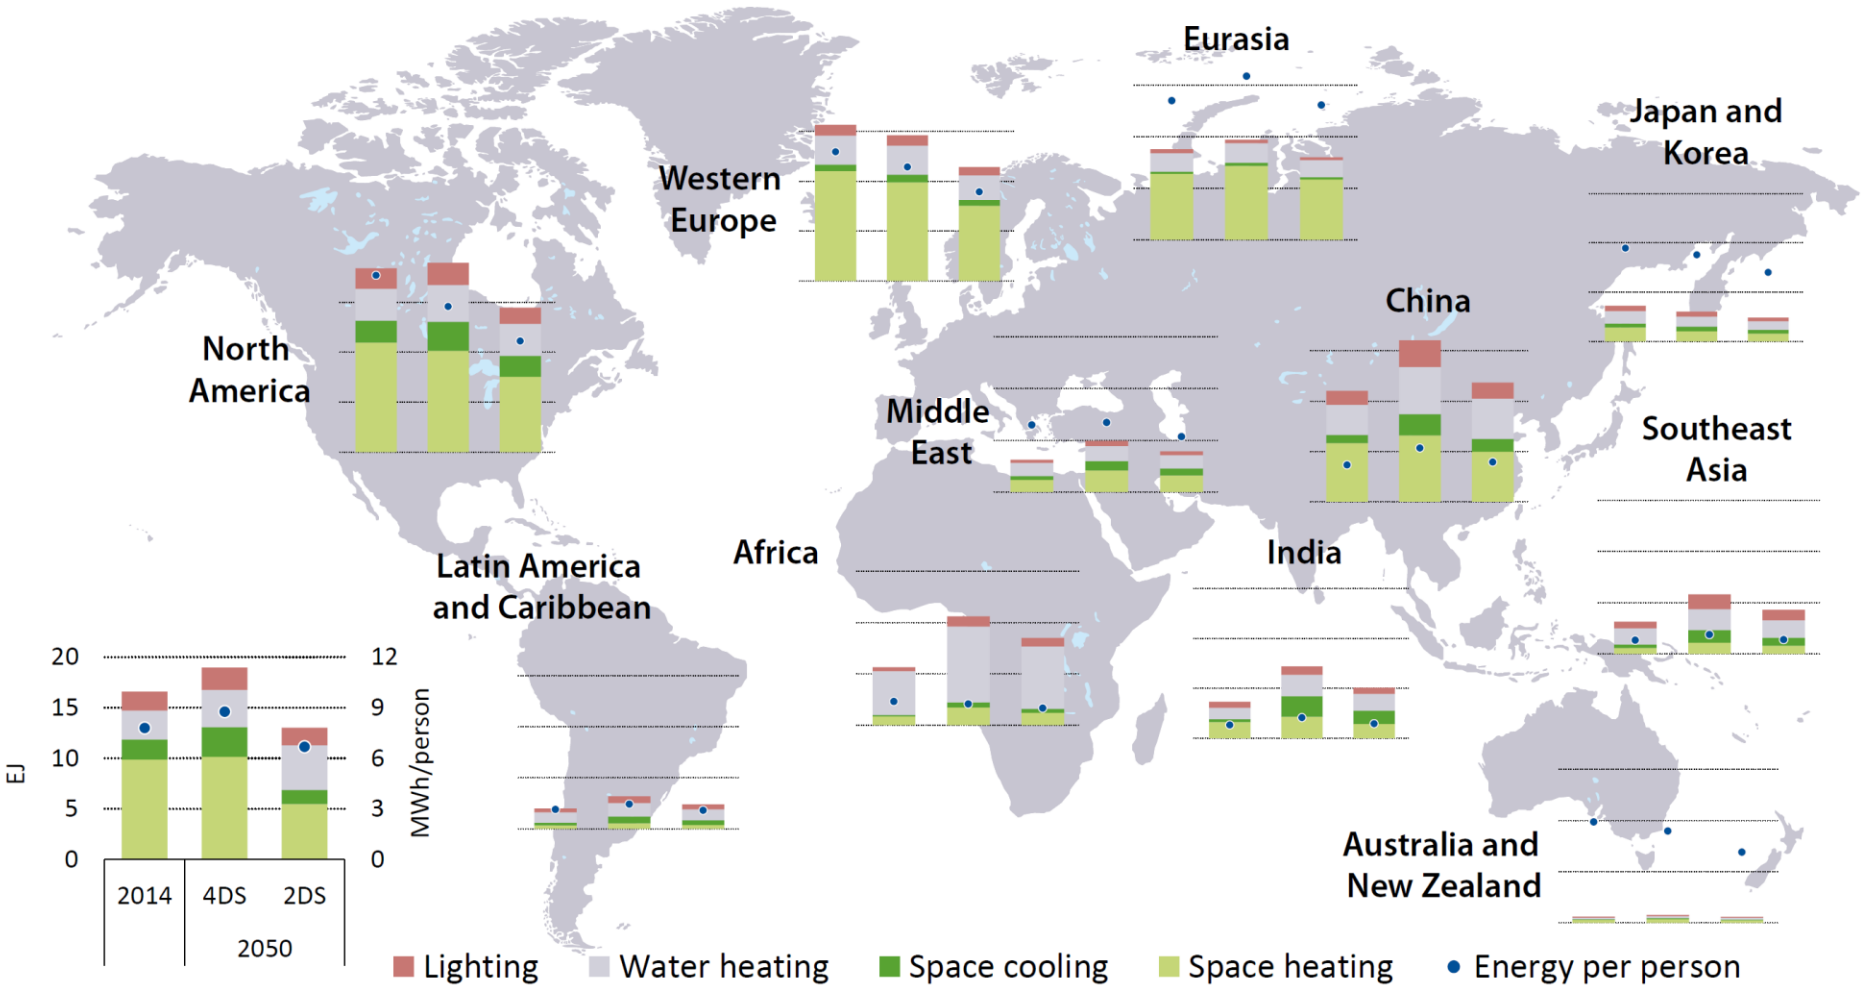 Eurasia
Japan and
Korea
Western
Europe
China
North
America
Middle
East
Southeast
Asia
Africa
India
Latin America
and Caribbean
20
15
10
5
0
EJ
12
9
6
3
0
MWh/person
2014
4DS
2DS
2050
Australia and
New Zealand
Lighting
Water heating
Space cooling
Space heating
Energy per person